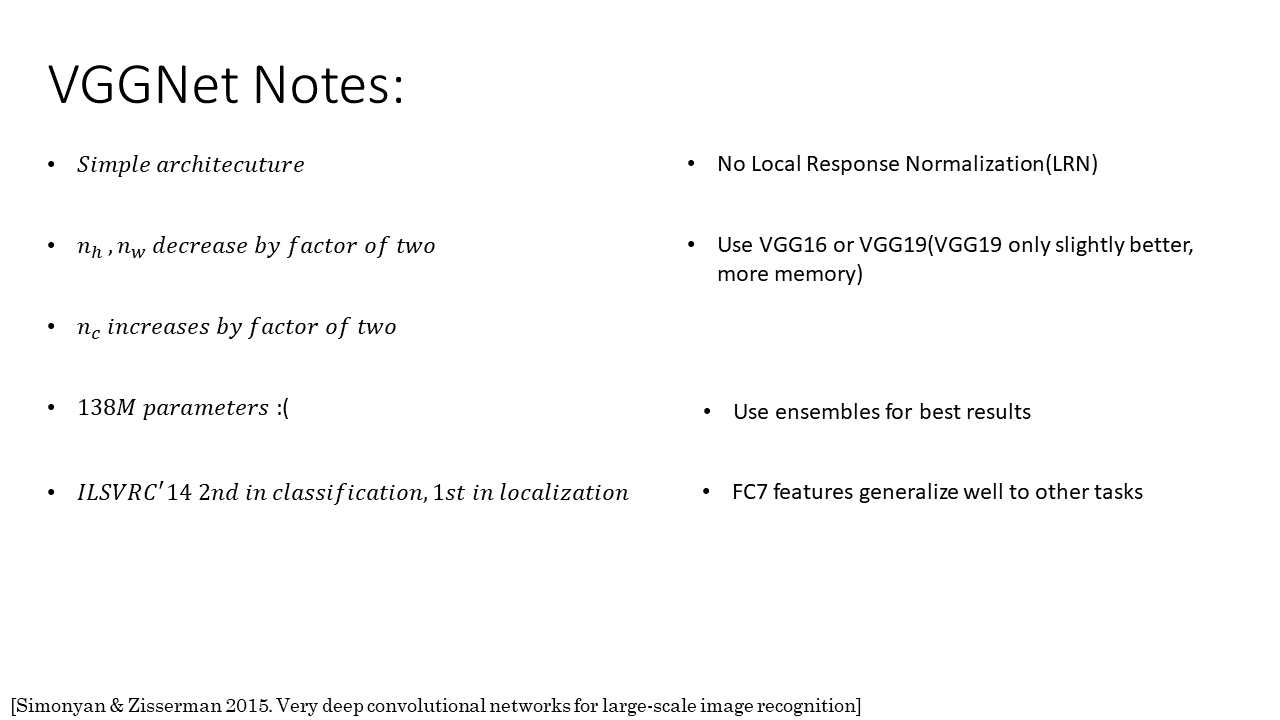 VGGNet Notes:
• Simple architecuture
• n_h , n_w decrease by factor of two
• n_c increases by factor of two
• 138M parameters :(
• ILSVRC′14 2nd in classification, 1st in localization
• No Local Response Normalization(LRN)
• Use VGG16 or VGG19(VGG19 only slightly better,
more memory)
• Use ensembles for best results
• FC7 features generalize well to other tasks
[Simonyan & Zisserman 2015. Very deep convolutional networks for large-scale image recognition]